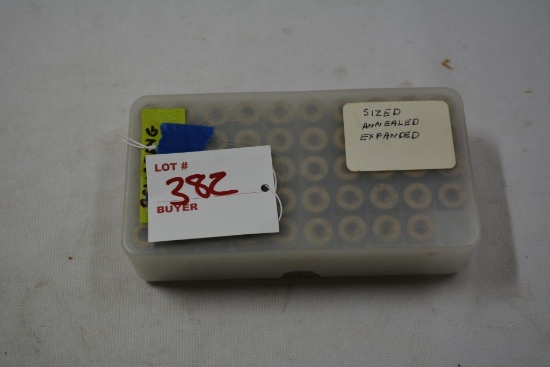 LOT #
382
BUYER
SIZED
ANNEALED
EXPANDED